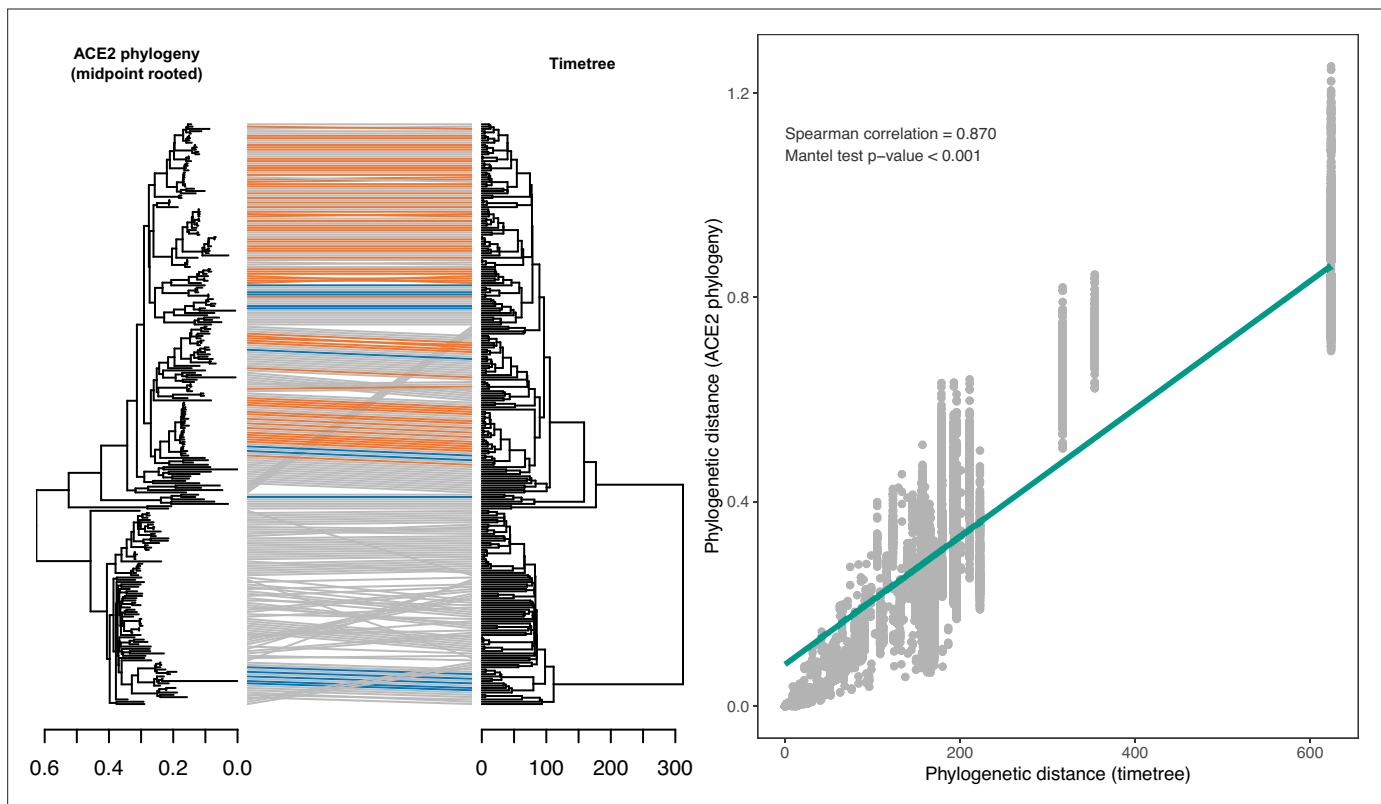 ACE2 phylogeny
(midpoint rooted)
Timetree
0.6 0.4 0.2 0.0
0 100 200 300
Phylogenetic distance (ACE2 phylogeny)
1.2
0.8
0.4
0.0
Spearman correlation = 0.870
Mantel test p−value < 0.001
0 200 400 600
Phylogenetic distance (timetree)